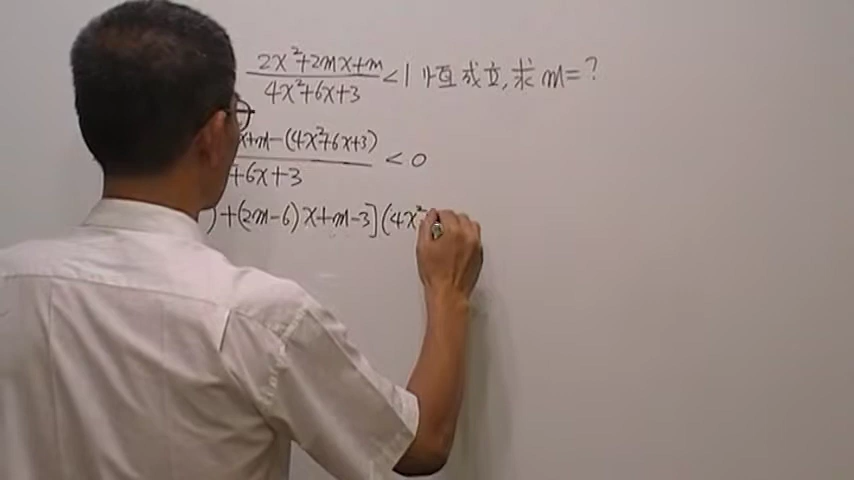 2x²+2mx+m / 4x²+6x+3 < 1 恒成立,求 m=?
x+m-(4x²+6x+3) / +6x+3 < 0
)+(2m-6)x+m-3](4x²